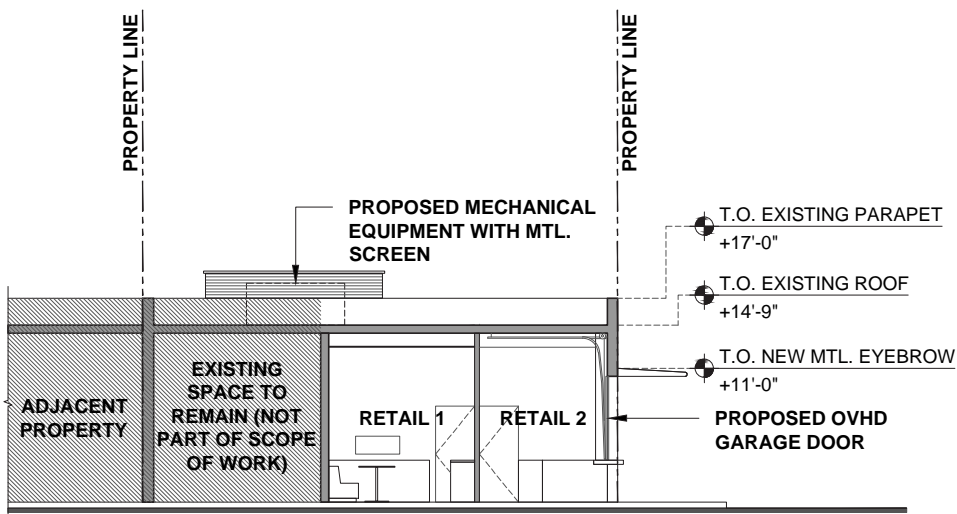 PROPERTY LINE
PROPERTY LINE
PROPOSED MECHANICAL
EQUIPMENT WITH MTL.
SCREEN
T.O. EXISTING PARAPET
+17'-0"
T.O. EXISTING ROOF
+14'-9"
T.O. NEW MTL. EYEBROW
+11'-0"
ADJACENT
PROPERTY
EXISTING
SPACE TO
REMAIN (NOT
PART OF SCOPE
OF WORK)
RETAIL 1
RETAIL 2
PROPOSED OVHD
GARAGE DOOR